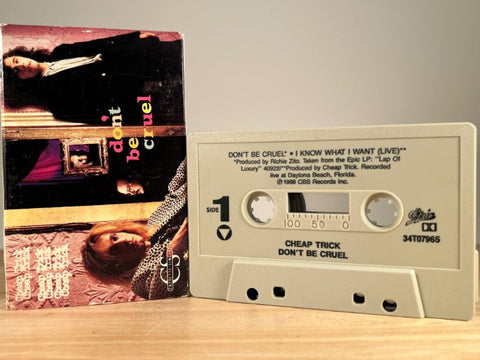 don't
be
cruel
CS
DON'T BE CRUEL* • I KNOW WHAT I WANT (LIVE)**
*Produced by Richie Zito. Taken from the Epic LP: "Lap Of
Luxury" 40922/**Produced by Cheap Trick. Recorded
live at Daytona Beach, Florida.
© 1988 CBS Records Inc.
SIDE 1
100 50 0
Epic
34T07965
CHEAP TRICK
DON'T BE CRUEL